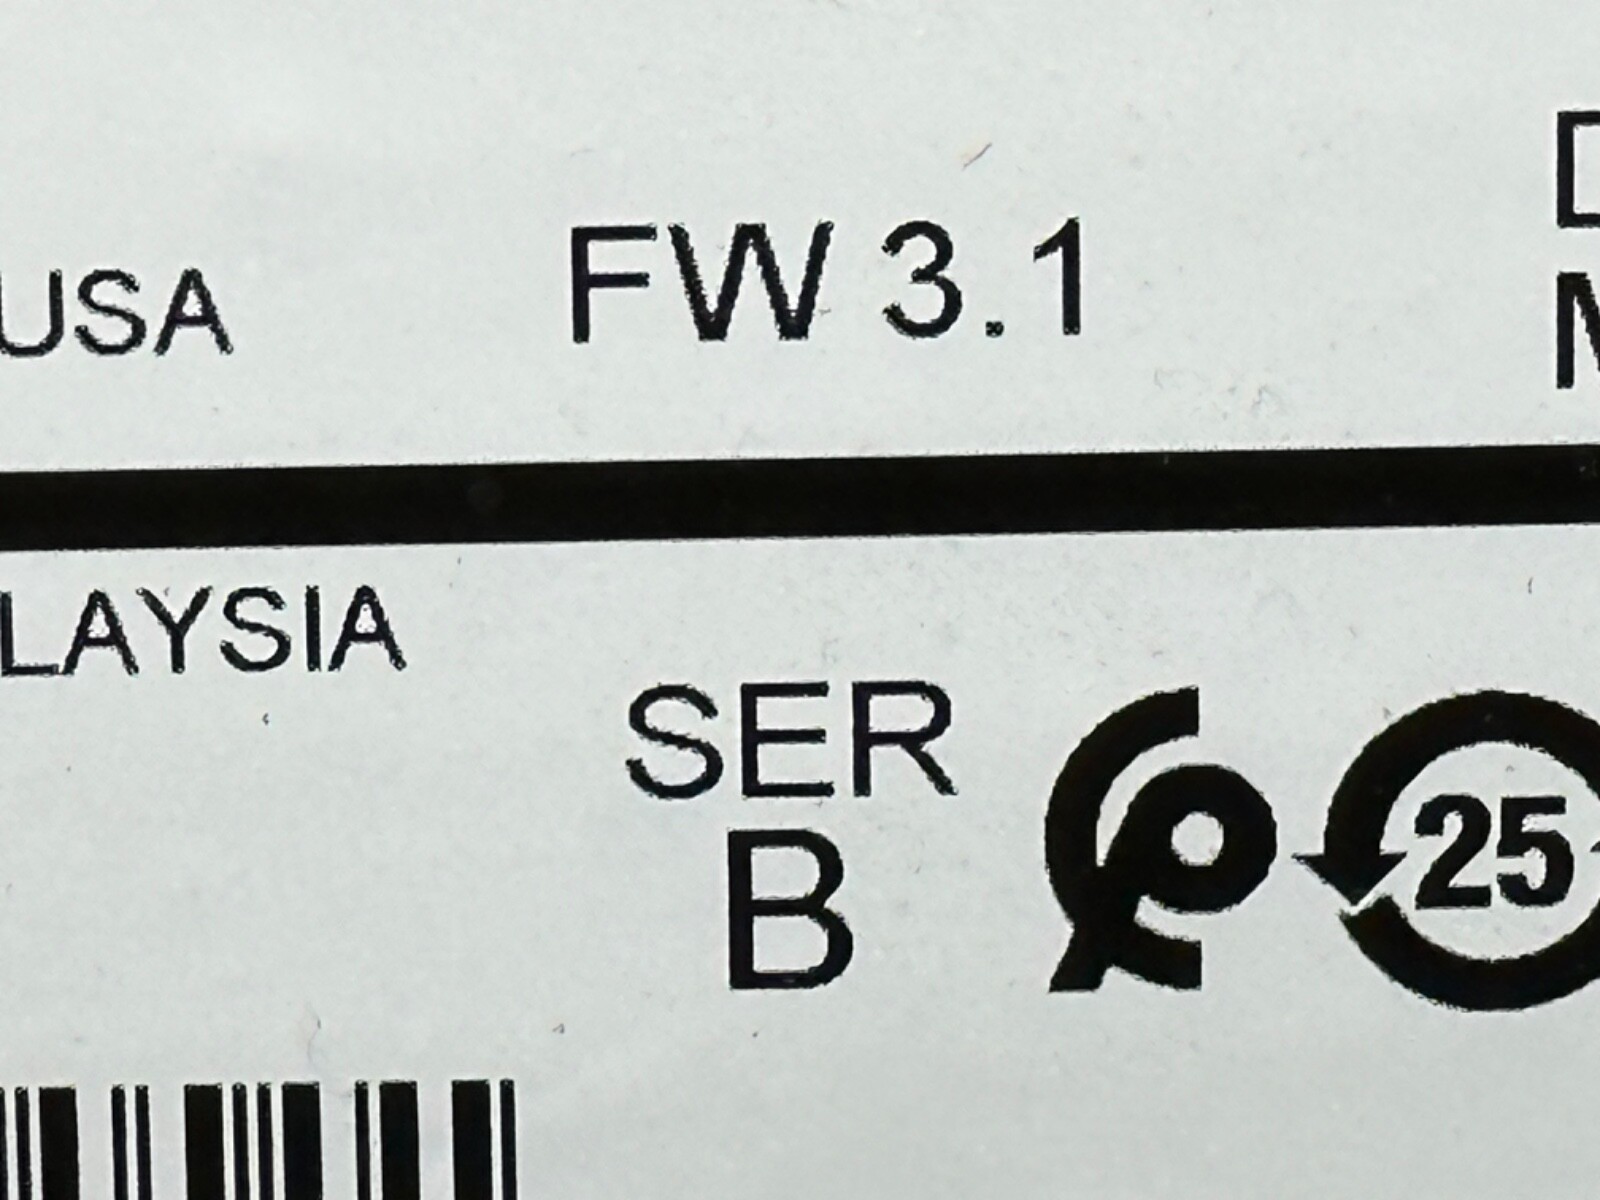 USA
FW 3.1
LAYSIA
SER
B
25